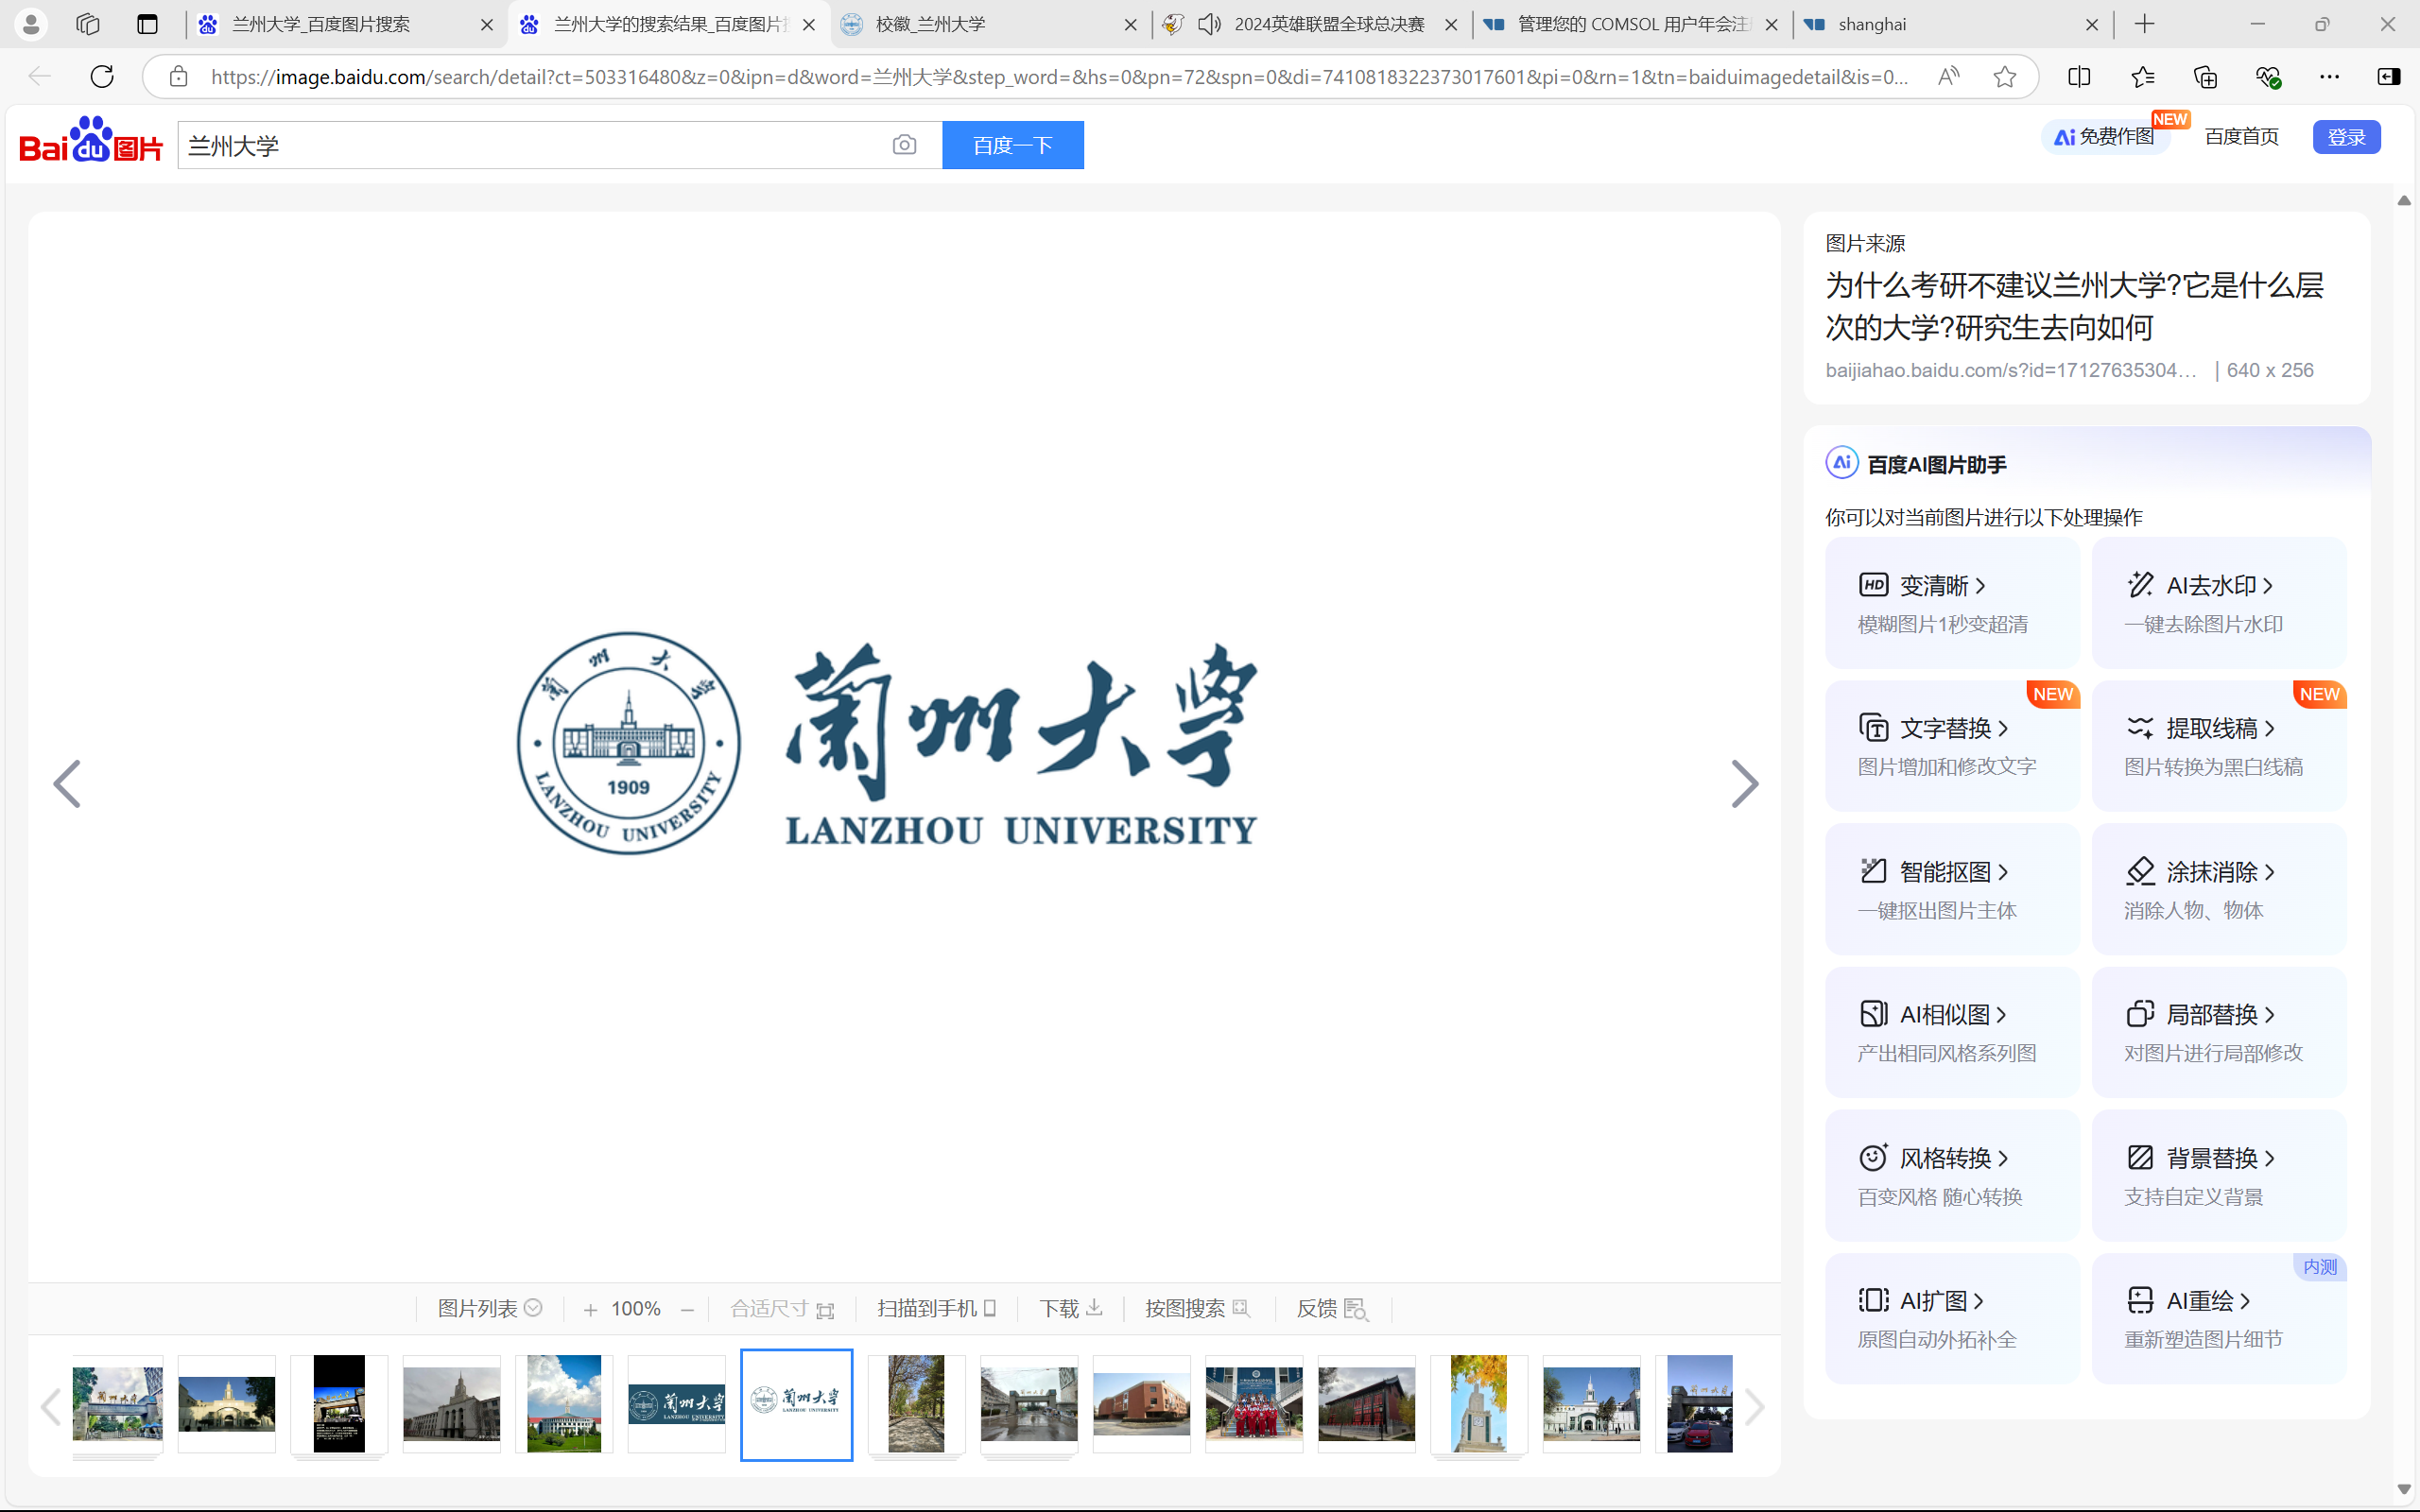 兰州大学_百度图片搜索
兰州大学的搜索结果_百度图片搜
校徽_兰州大学
2024英雄联盟全球总决赛
管理您的 COMSOL 用户年会注册
shanghai
https://image.baidu.com/search/detail?ct=503316480&z=0&ipn=d&word=兰州大学&step_word=&hs=0&pn=72&spn=0&di=7410818322373017601&pi=0&rn=1&tn=baiduimagedetail&is=0...
Bai du 图片
兰州大学
百度一下
Ai 免费作图
NEW
百度首页
登录
图片来源
为什么考研不建议兰州大学?它是什么层
次的大学?研究生去向如何
baijiahao.baidu.com/s?id=17127635304...
640 x 256
Ai 百度AI图片助手
你可以对当前图片进行以下处理操作
HD 变清晰
模糊图片1秒变超清
AI去水印
一键去除图片水印
NEW
文字替换
图片增加和修改文字
NEW
提取线稿
图片转换为黑白线稿
智能抠图
一键抠出图片主体
涂抹消除
消除人物、物体
AI相似图
产出相同风格系列图
局部替换
对图片进行局部修改
风格转换
百变风格 随心转换
背景替换
支持自定义背景
AI扩图
原图自动外拓补全
内测
AI重绘
重新塑造图片细节
蘭州大学
1909
LANZHOU UNIVERSITY
蘭州大学
LANZHOU UNIVERSITY
图片列表
100%
合适尺寸
扫描到手机
下载
按图搜索
反馈
蘭州大学
LANZHOU UNIVERSITY
蘭州大学
LANZHOU UNIVERSITY